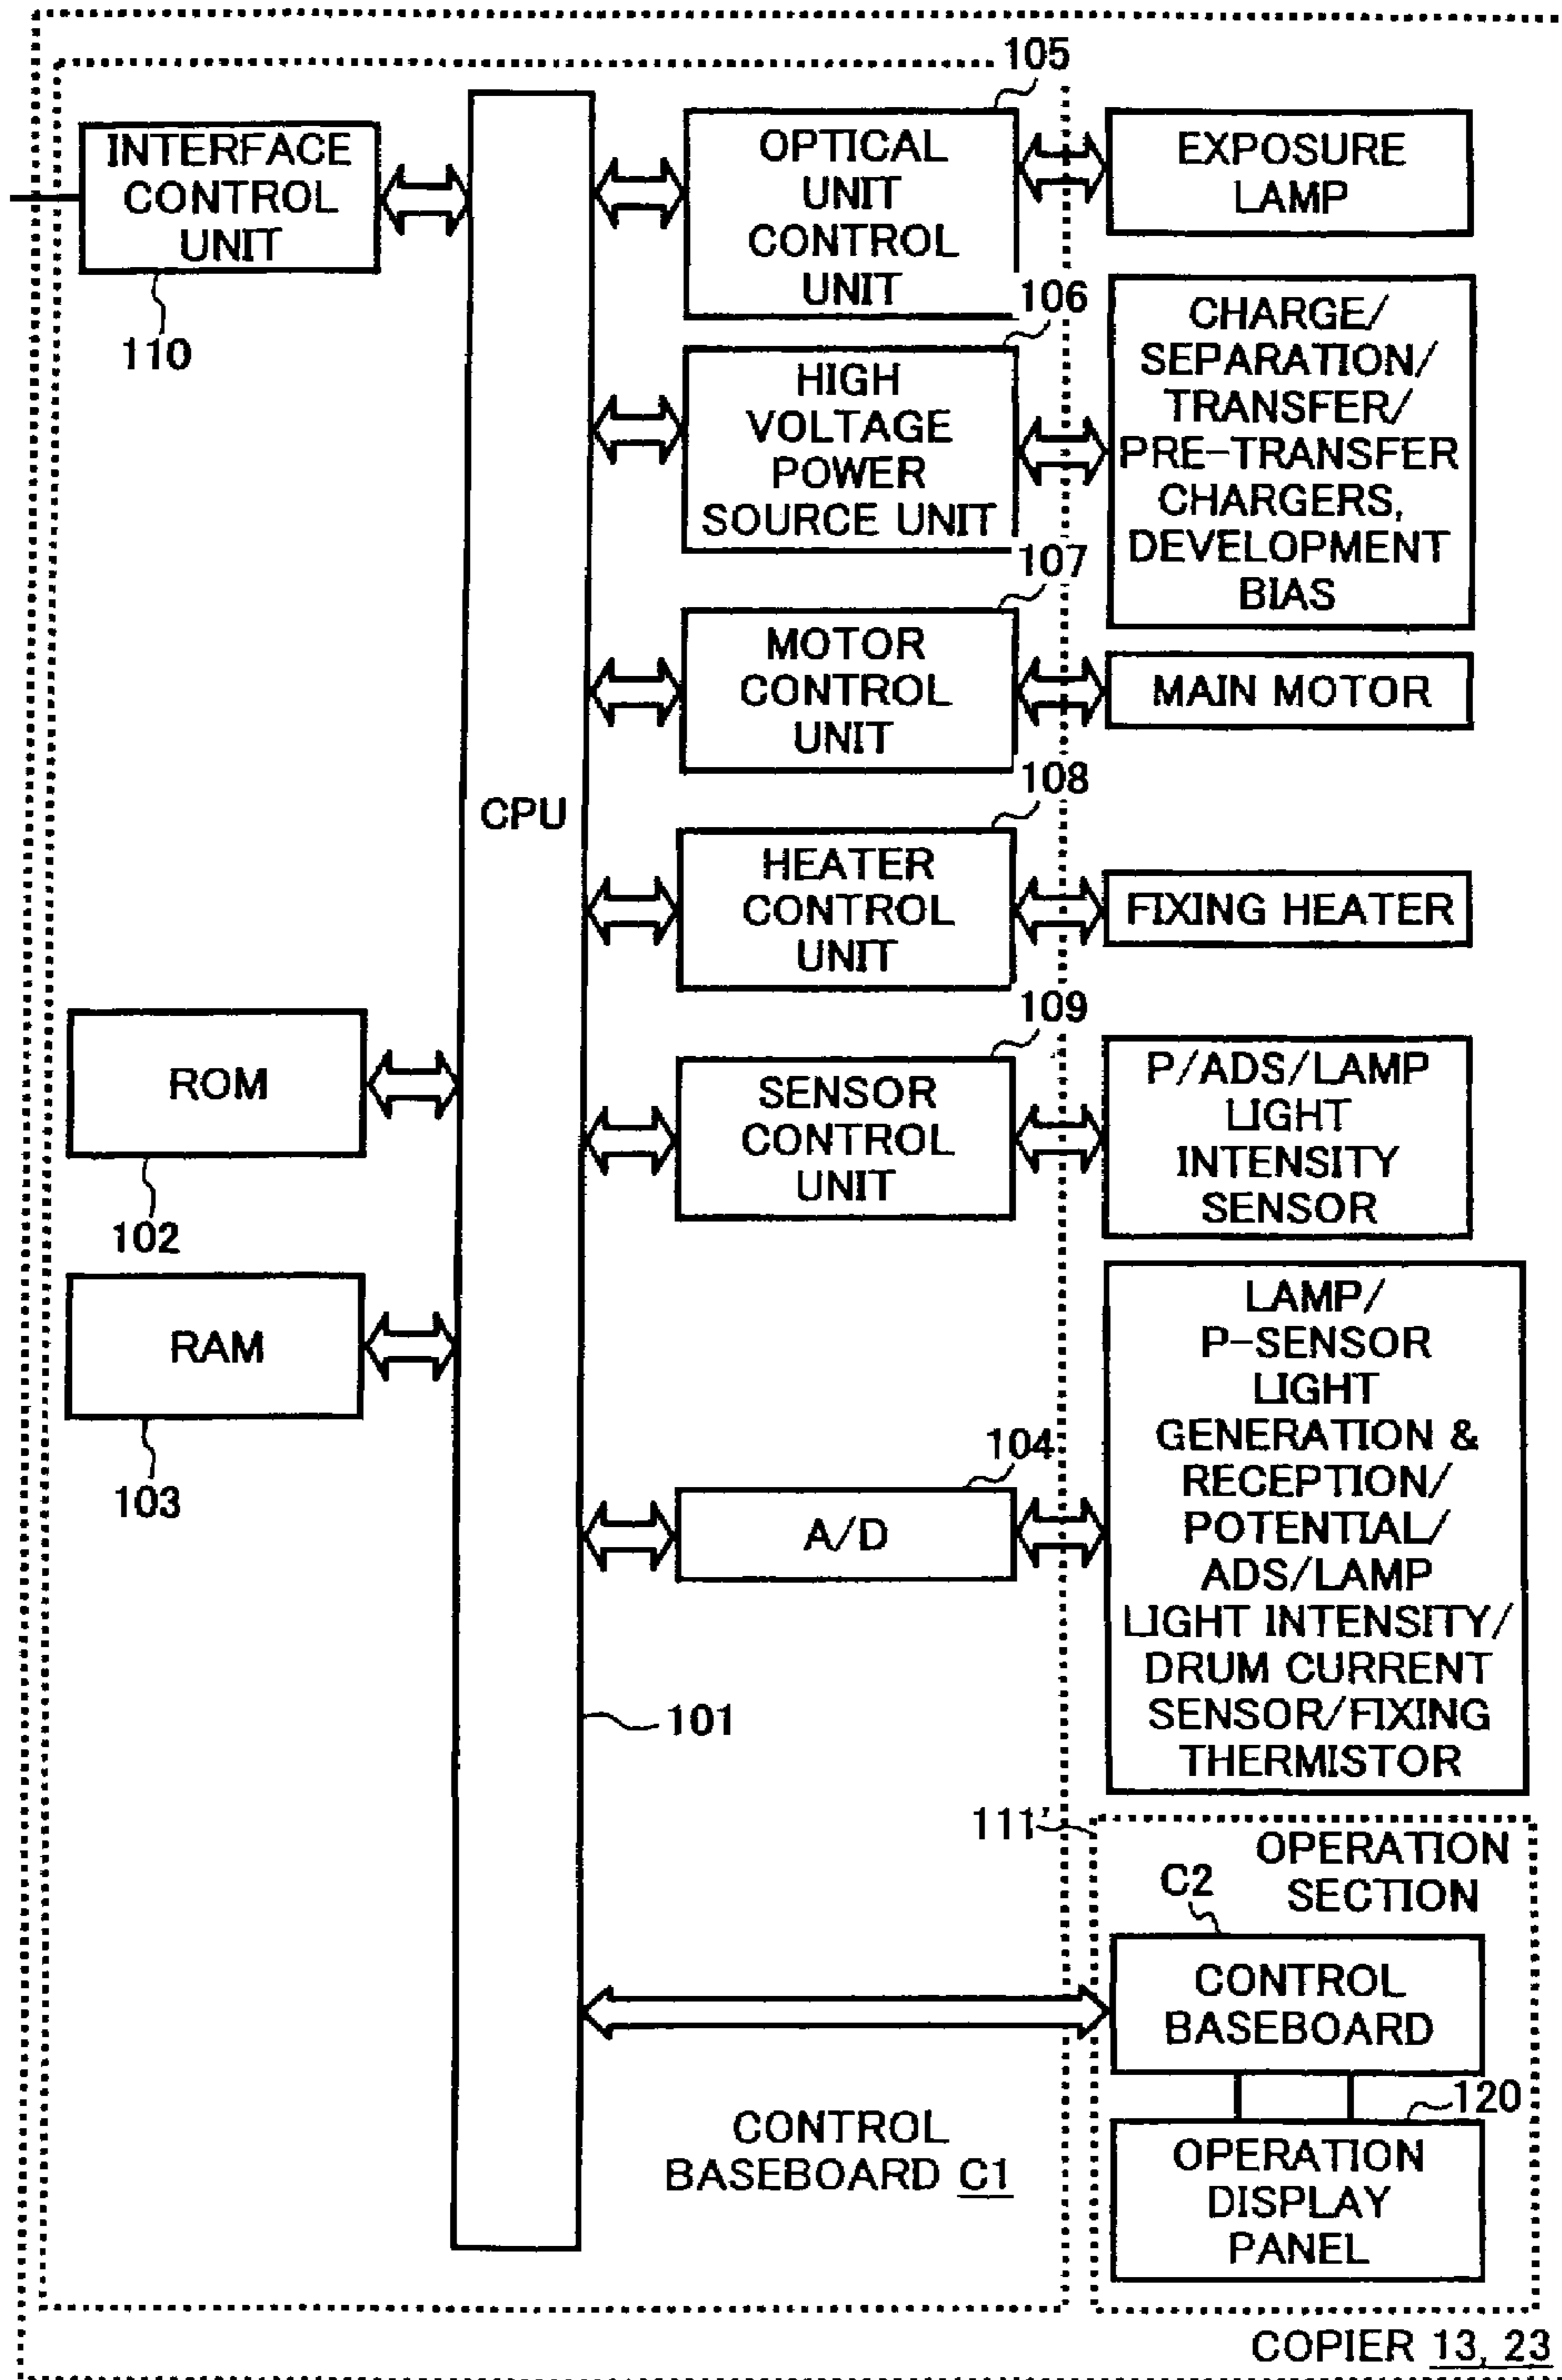 105
INTERFACE
CONTROL
UNIT
110
OPTICAL
UNIT
CONTROL
UNIT
EXPOSURE
LAMP
106
HIGH
VOLTAGE
POWER
SOURCE UNIT
CHARGE/
SEPARATION/
TRANSFER/
PRE-TRANSFER
CHARGERS,
DEVELOPMENT
BIAS
107
MOTOR
CONTROL
UNIT
MAIN MOTOR
CPU
108
HEATER
CONTROL
UNIT
FIXING HEATER
109
ROM
102
SENSOR
CONTROL
UNIT
P/ADS/LAMP
LIGHT
INTENSITY
SENSOR
RAM
103
104
A/D
LAMP/
P-SENSOR
LIGHT
GENERATION &
RECEPTION/
POTENTIAL/
ADS/LAMP
LIGHT INTENSITY/
DRUM CURRENT
SENSOR/FIXING
THERMISTOR
101
111'
OPERATION
SECTION
C2
CONTROL
BASEBOARD
120
OPERATION
DISPLAY
PANEL
CONTROL
BASEBOARD C1
COPIER 13, 23